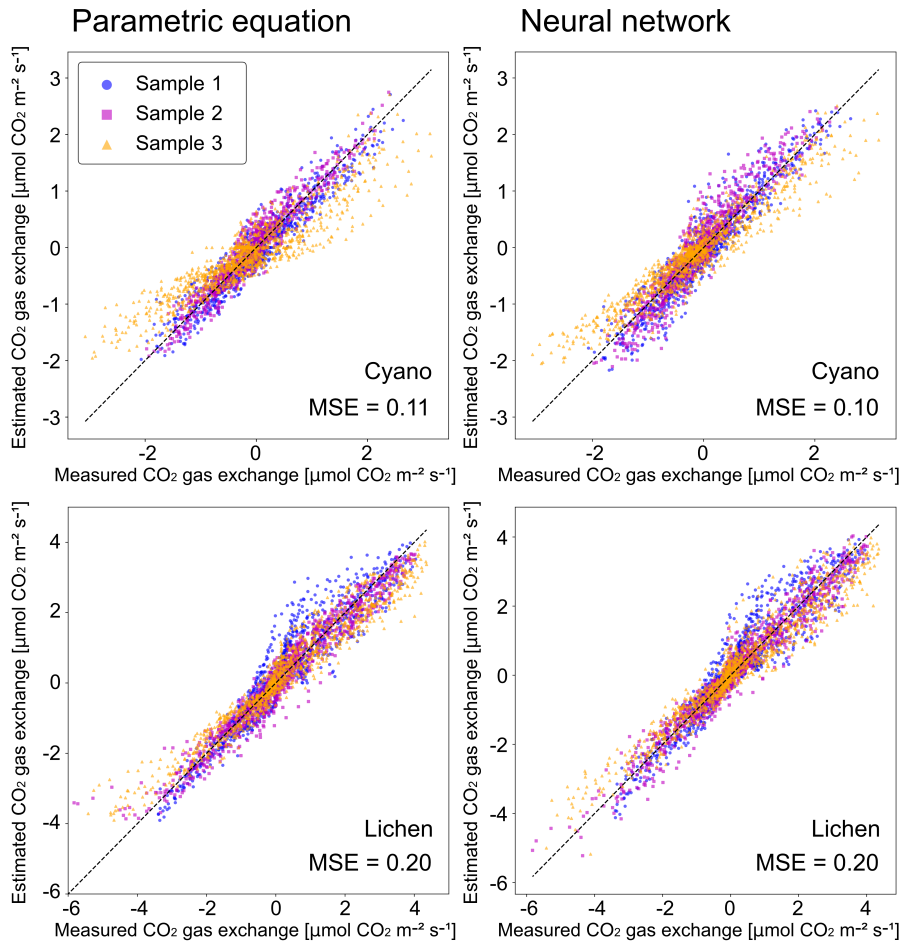 Parametric equation
Neural network
Estimated CO₂ gas exchange [µmol CO₂ m⁻² s⁻¹]
3
2
1
0
-1
-2
-3
Sample 1
Sample 2
Sample 3
Cyano
MSE = 0.11
-2 0 2
Measured CO₂ gas exchange [µmol CO₂ m⁻² s⁻¹]
Estimated CO₂ gas exchange [µmol CO₂ m⁻² s⁻¹]
3
2
1
0
-1
-2
-3
Cyano
MSE = 0.10
-2 0 2
Measured CO₂ gas exchange [µmol CO₂ m⁻² s⁻¹]
Estimated CO₂ gas exchange [µmol CO₂ m⁻² s⁻¹]
4
2
0
-2
-4
-6
Lichen
MSE = 0.20
-6 -4 -2 0 2 4
Measured CO₂ gas exchange [µmol CO₂ m⁻² s⁻¹]
Estimated CO₂ gas exchange [µmol CO₂ m⁻² s⁻¹]
4
2
0
-2
-4
-6
Lichen
MSE = 0.20
-6 -4 -2 0 2 4
Measured CO₂ gas exchange [µmol CO₂ m⁻² s⁻¹]